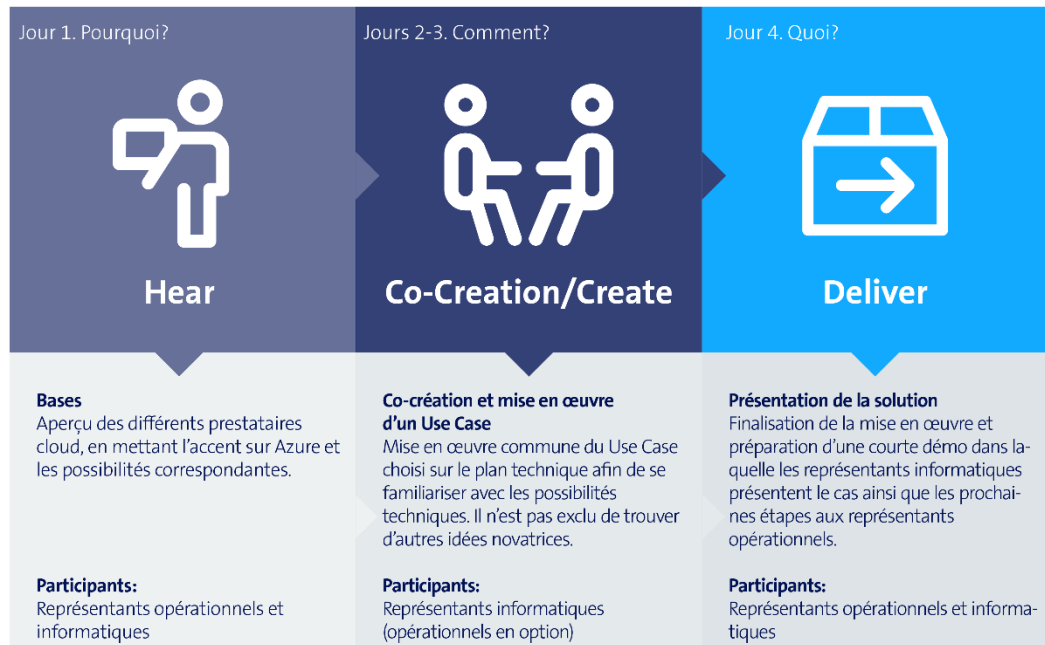 Jour 1. Pourquoi?
Hear
Bases
Aperçu des différents prestataires
cloud, en mettant l’accent sur Azure et
les possibilités correspondantes.
Participants:
Représentants opérationnels et
informatiques
Jours 2-3. Comment?
Co-Creation/Create
Co-création et mise en œuvre
d’un Use Case
Mise en œuvre commune du Use Case
choisi sur le plan technique afin de se
familiariser avec les possibilités
techniques. Il n’est pas exclu de trouver
d’autres idées novatrices.
Participants:
Représentants informatiques
(opérationnels en option)
Jour 4. Quoi?
Deliver
Présentation de la solution
Finalisation de la mise en œuvre et
préparation d’une courte démo dans la-
quelle les représentants informatiques
présentent le cas ainsi que les prochai-
nes étapes aux représentants
opérationnels.
Participants:
Représentants opérationnels et informa-
tiques